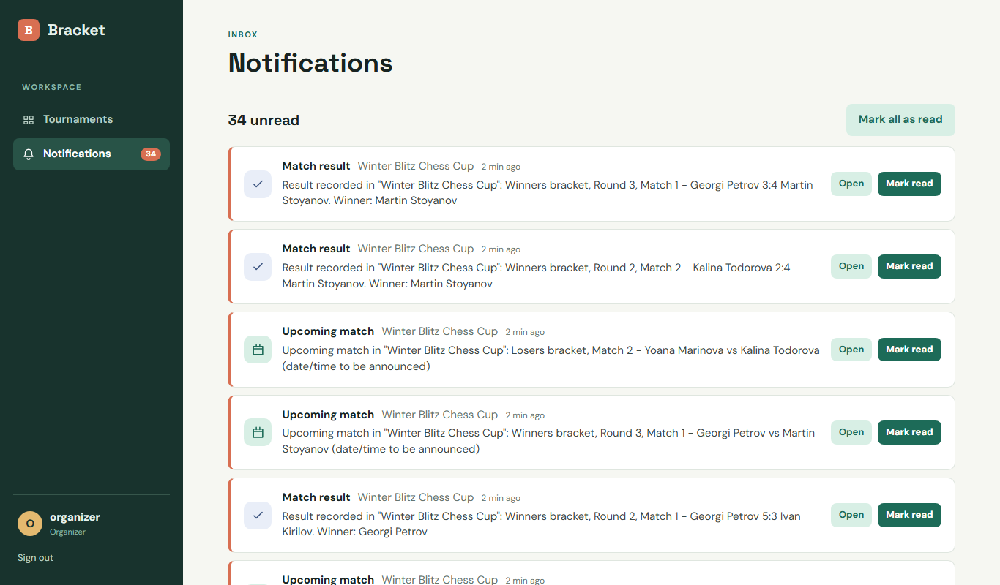 B Bracket
WORKSPACE
Tournaments
Notifications 34
O
organizer
Organizer
Sign out
INBOX
Notifications
34 unread
Mark all as read
Match result Winter Blitz Chess Cup 2 min ago
Result recorded in "Winter Blitz Chess Cup": Winners bracket, Round 3, Match 1 - Georgi Petrov 3:4 Martin
Stoyanov. Winner: Martin Stoyanov
Open Mark read
Match result Winter Blitz Chess Cup 2 min ago
Result recorded in "Winter Blitz Chess Cup": Winners bracket, Round 2, Match 2 - Kalina Todorova 2:4
Martin Stoyanov. Winner: Martin Stoyanov
Open Mark read
Upcoming match Winter Blitz Chess Cup 2 min ago
Upcoming match in "Winter Blitz Chess Cup": Losers bracket, Match 2 - Yoana Marinova vs Kalina Todorova
(date/time to be announced)
Open Mark read
Upcoming match Winter Blitz Chess Cup 2 min ago
Upcoming match in "Winter Blitz Chess Cup": Winners bracket, Round 3, Match 1 - Georgi Petrov vs Martin
Stoyanov (date/time to be announced)
Open Mark read
Match result Winter Blitz Chess Cup 2 min ago
Result recorded in "Winter Blitz Chess Cup": Winners bracket, Round 2, Match 1 - Georgi Petrov 5:3 Ivan
Kirilov. Winner: Georgi Petrov
Open Mark read
Upcoming match Winter Blitz Chess Cup 2 min ago